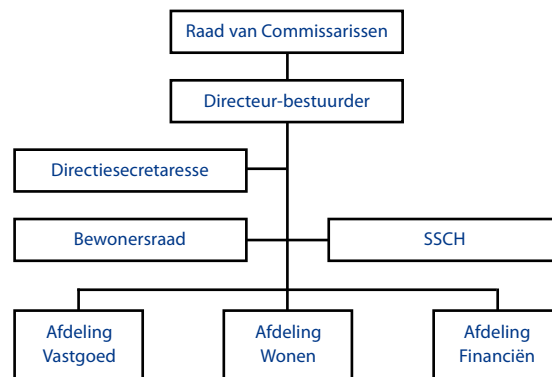 Raad van Commissarissen
Directeur-bestuurder
Directiesecretaresse
Bewonersraad
SSCH
Afdeling
Vastgoed
Afdeling
Wonen
Afdeling
Financiën